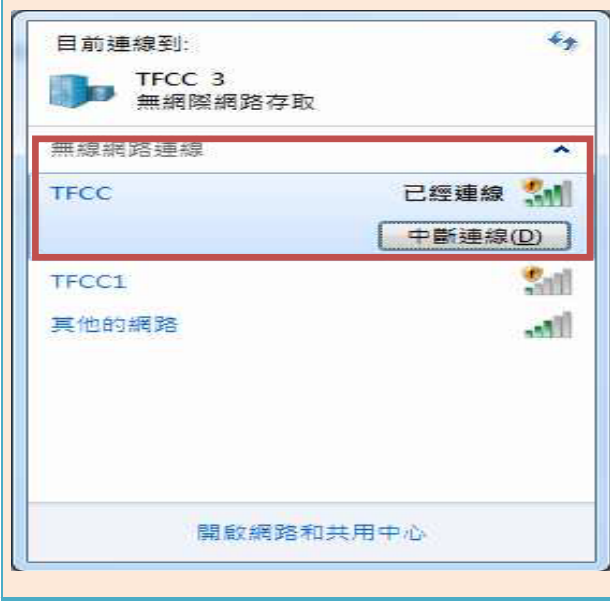 目前連線到:
TFCC 3
無網際網路存取
無線網路連線
TFCC 已經連線
中斷連線(D)
TFCC1
其他的網路
開啟網路和共用中心